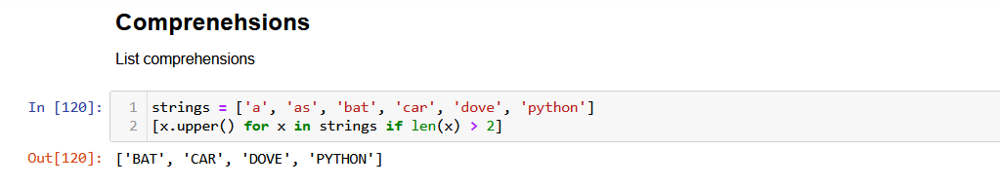 Comprenehsions
List comprehensions
In [120]: 1 strings = ['a', 'as', 'bat', 'car', 'dove', 'python']
2 [x.upper() for x in strings if len(x) > 2]
Out[120]: ['BAT', 'CAR', 'DOVE', 'PYTHON']